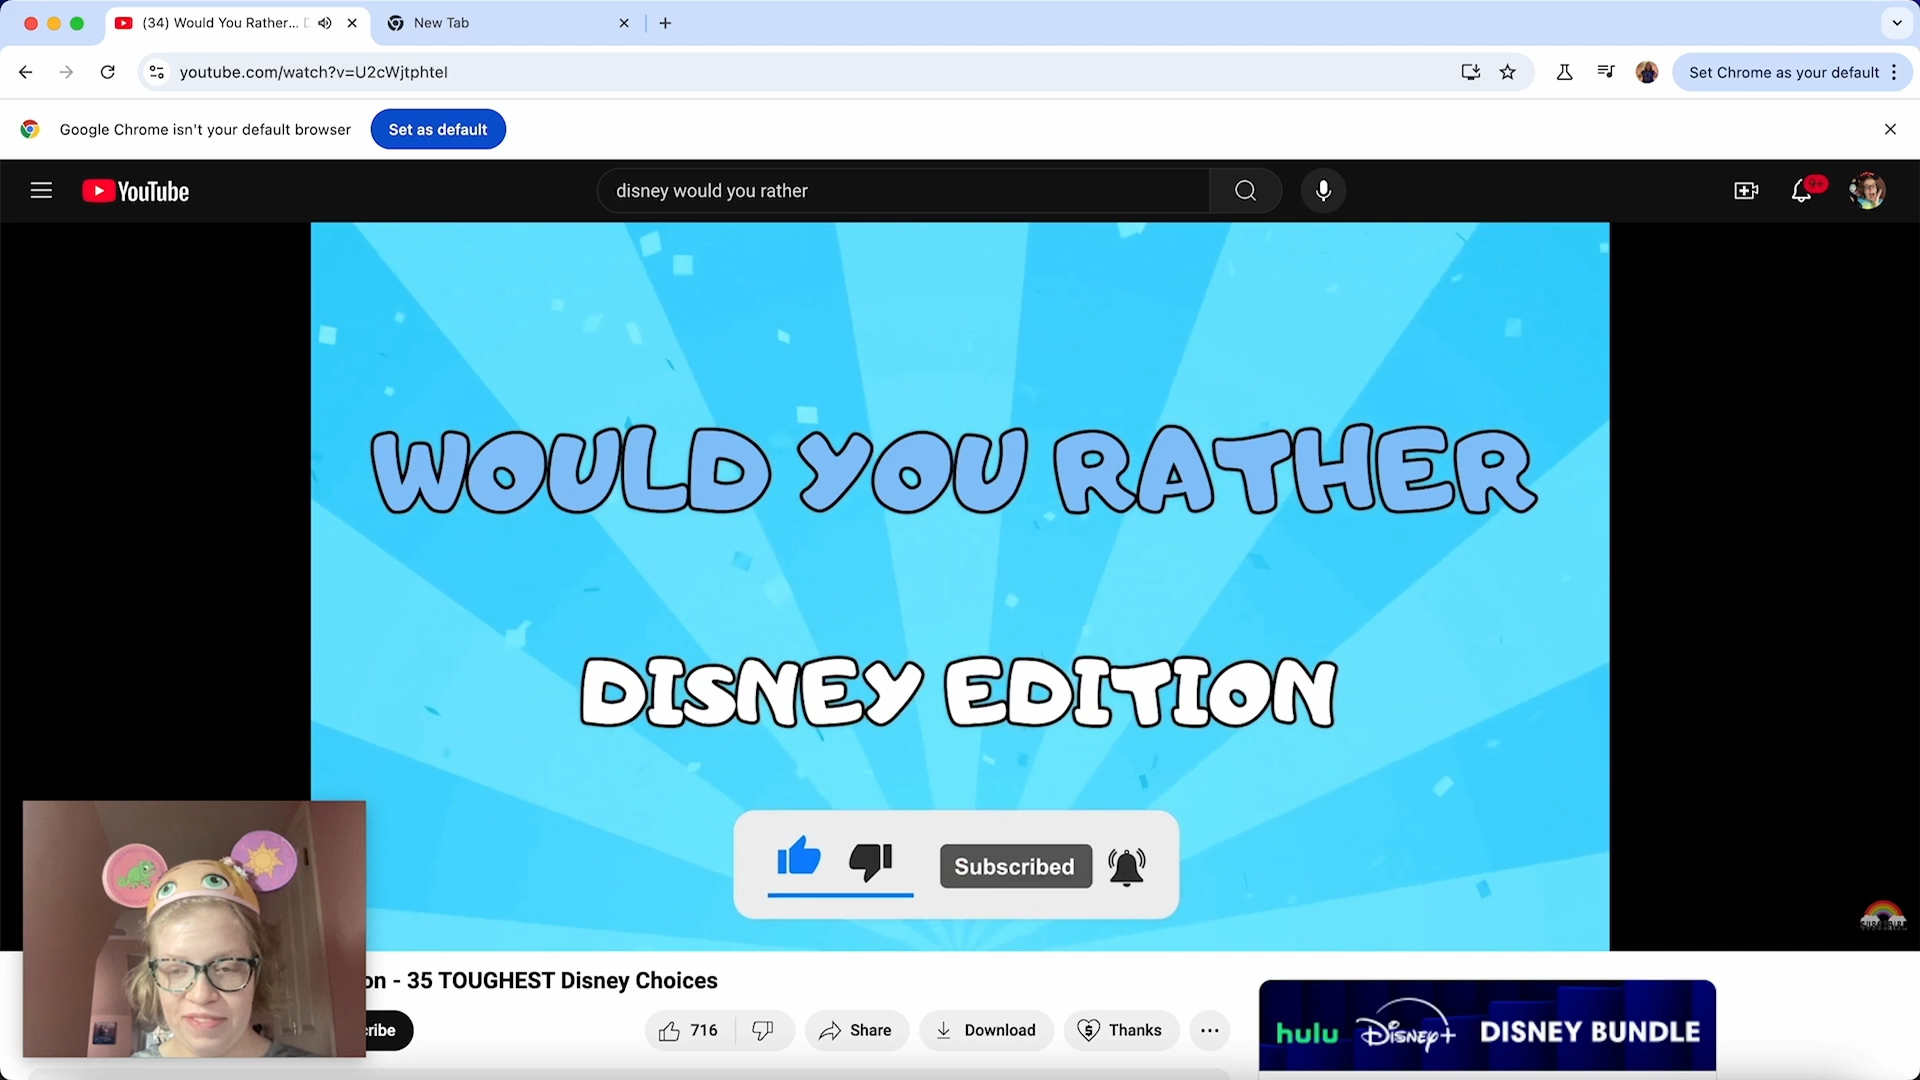 (34) Would You Rather...
New Tab
youtube.com/watch?v=U2cWjtphteI
Set Chrome as your default
Google Chrome isn't your default browser
Set as default
YouTube
disney would you rather
9+
WOULD YOU RATHER
DISNEY EDITION
Subscribed
SUBSCRIBE
on - 35 TOUGHEST Disney Choices
ribe
716
Share
Download
Thanks
hulu Disney+ DISNEY BUNDLE